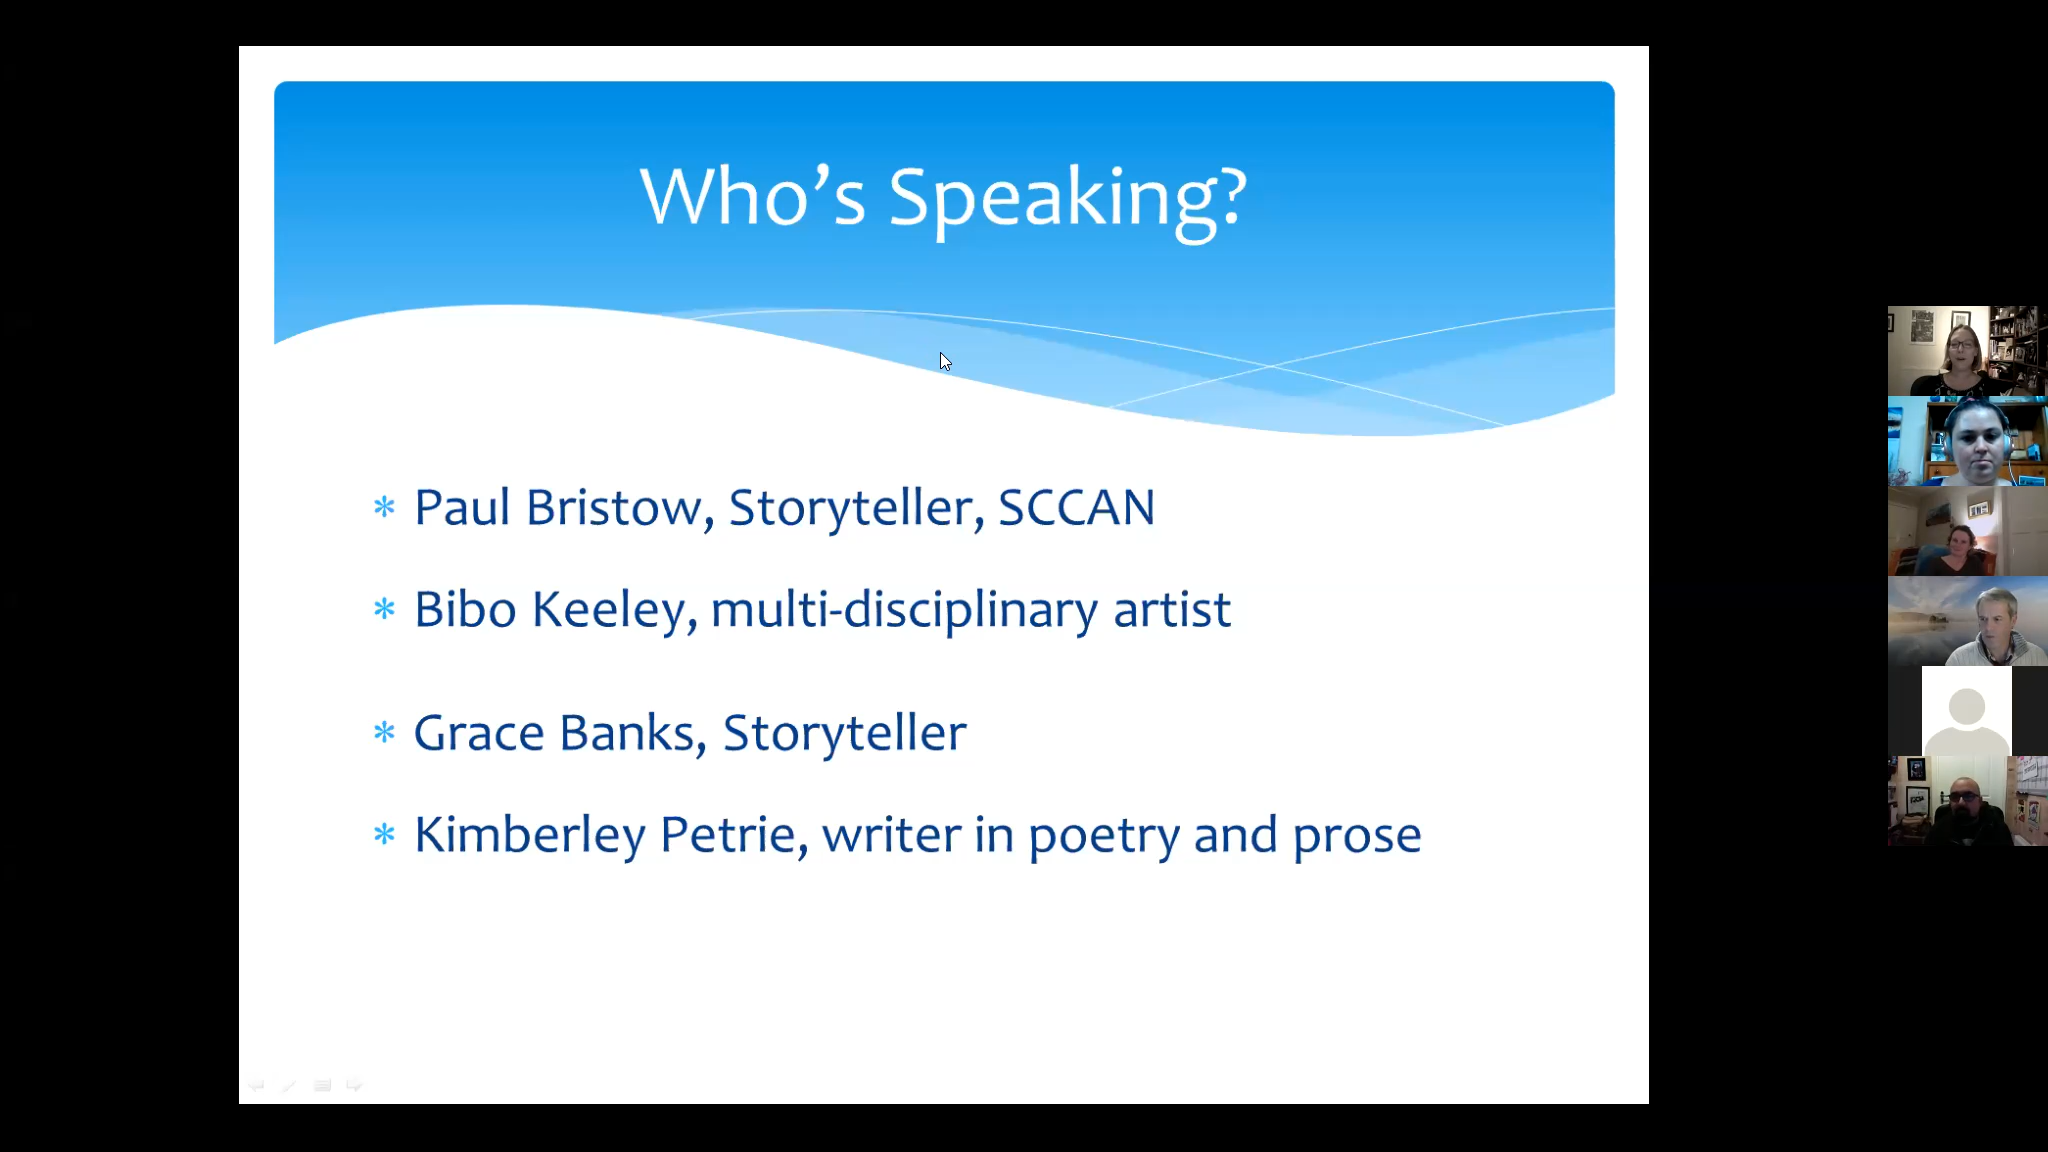 Who’s Speaking?
Paul Bristow, Storyteller, SCCAN
Bibo Keeley, multi-disciplinary artist
Grace Banks, Storyteller
Kimberley Petrie, writer in poetry and prose